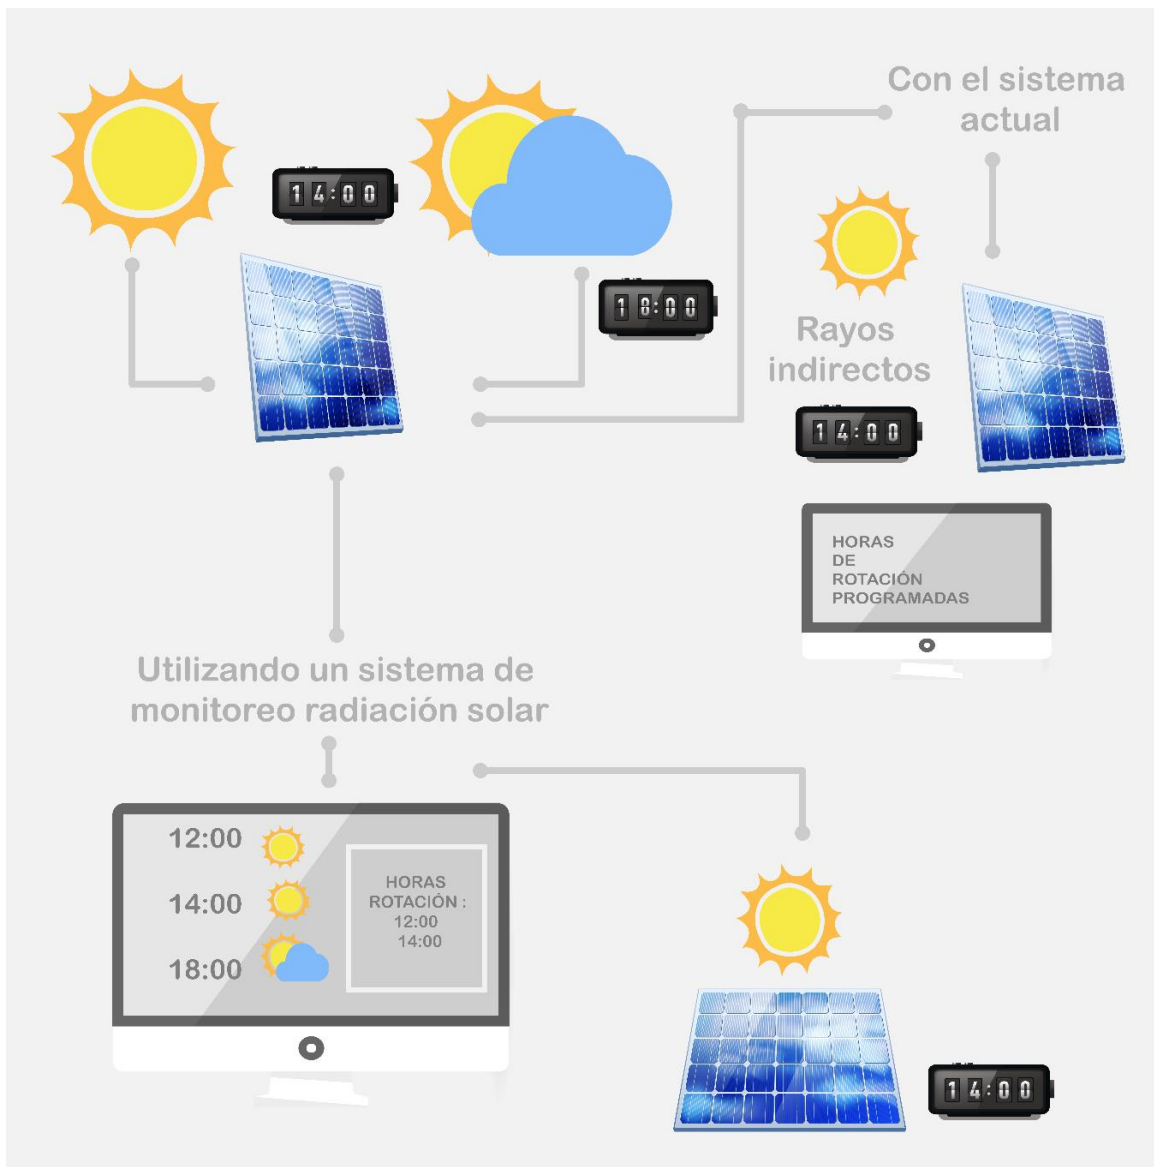 Con el sistema
actual
14:00
18:00
Rayos
indirectos
14:00
HORAS
DE
ROTACIÓN
PROGRAMADAS
Utilizando un sistema de
monitoreo radiación solar
12:00
14:00
18:00
HORAS
ROTACIÓN :
12:00
14:00
14:00